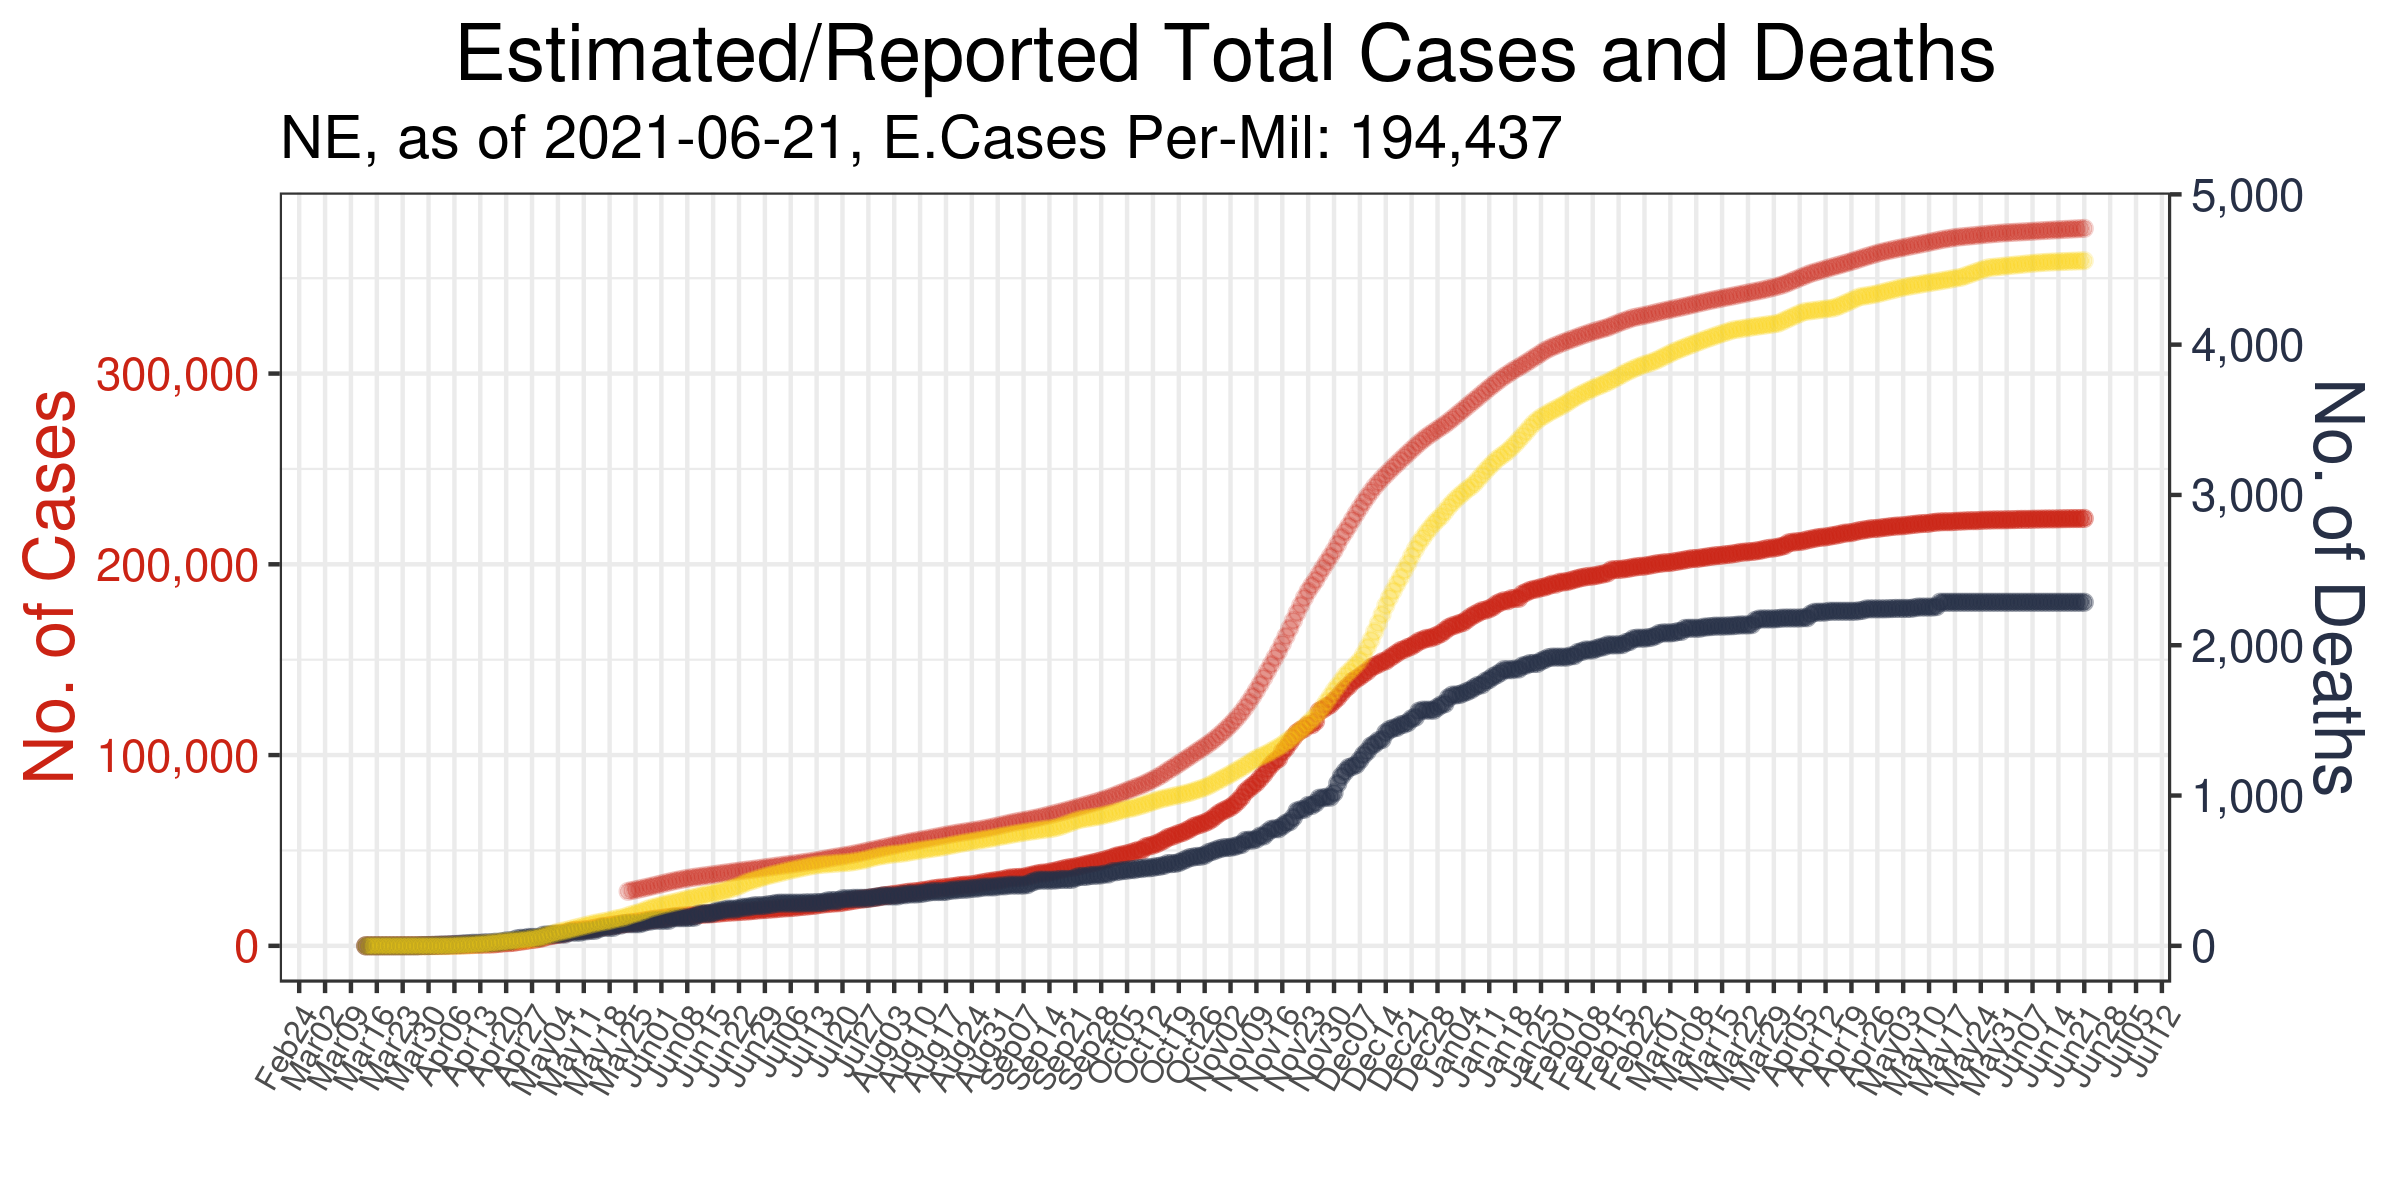 Estimated/Reported Total Cases and Deaths
NE, as of 2021-06-21, E.Cases Per-Mil: 194,437
No. of Cases
300,000
200,000
100,000
0
5,000
4,000
3,000
2,000
1,000
0
No. of Deaths
Feb24
Mar02
Mar09
Mar16
Mar23
Mar30
Apr06
Apr13
Apr20
Apr27
May04
May11
May18
May25
Jun01
Jun08
Jun15
Jun22
Jun29
Jul06
Jul13
Jul20
Jul27
Aug03
Aug10
Aug17
Aug24
Aug31
Sep07
Sep14
Sep21
Sep28
Oct05
Oct12
Oct19
Oct26
Nov02
Nov09
Nov16
Nov23
Nov30
Dec07
Dec14
Dec21
Dec28
Dec04
Jan11
Jan18
Jan25
Feb01
Feb08
Feb15
Feb22
Mar01
Mar08
Mar15
Mar22
Mar29
Apr05
Apr12
Apr19
Apr26
May03
May10
May17
May24
May31
Jun07
Jun14
Jun21
Jun28
Jul05
Jul12